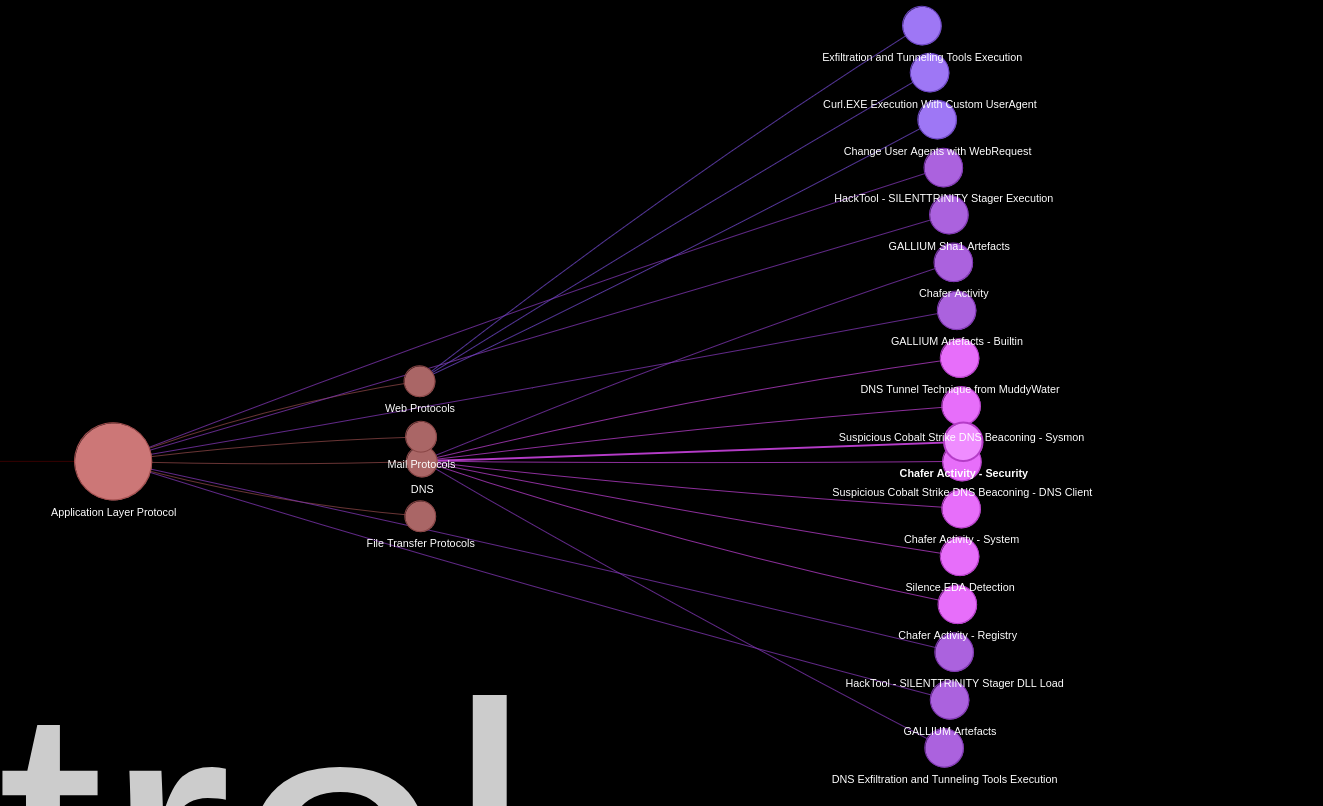 Exfiltration and Tunneling Tools Execution
Curl.EXE Execution With Custom UserAgent
Change User Agents with WebRequest
HackTool - SILENTTRINITY Stager Execution
GALLIUM Sha1 Artefacts
Chafer Activity
GALLIUM Artefacts - Builtin
DNS Tunnel Technique from MuddyWater
Web Protocols
Suspicious Cobalt Strike DNS Beaconing - Sysmon
Mail Protocols
Chafer Activity - Security
DNS
Suspicious Cobalt Strike DNS Beaconing - DNS Client
Application Layer Protocol
File Transfer Protocols
Chafer Activity - System
Silence.EDA Detection
Chafer Activity - Registry
HackTool - SILENTTRINITY Stager DLL Load
GALLIUM Artefacts
DNS Exfiltration and Tunneling Tools Execution
trol